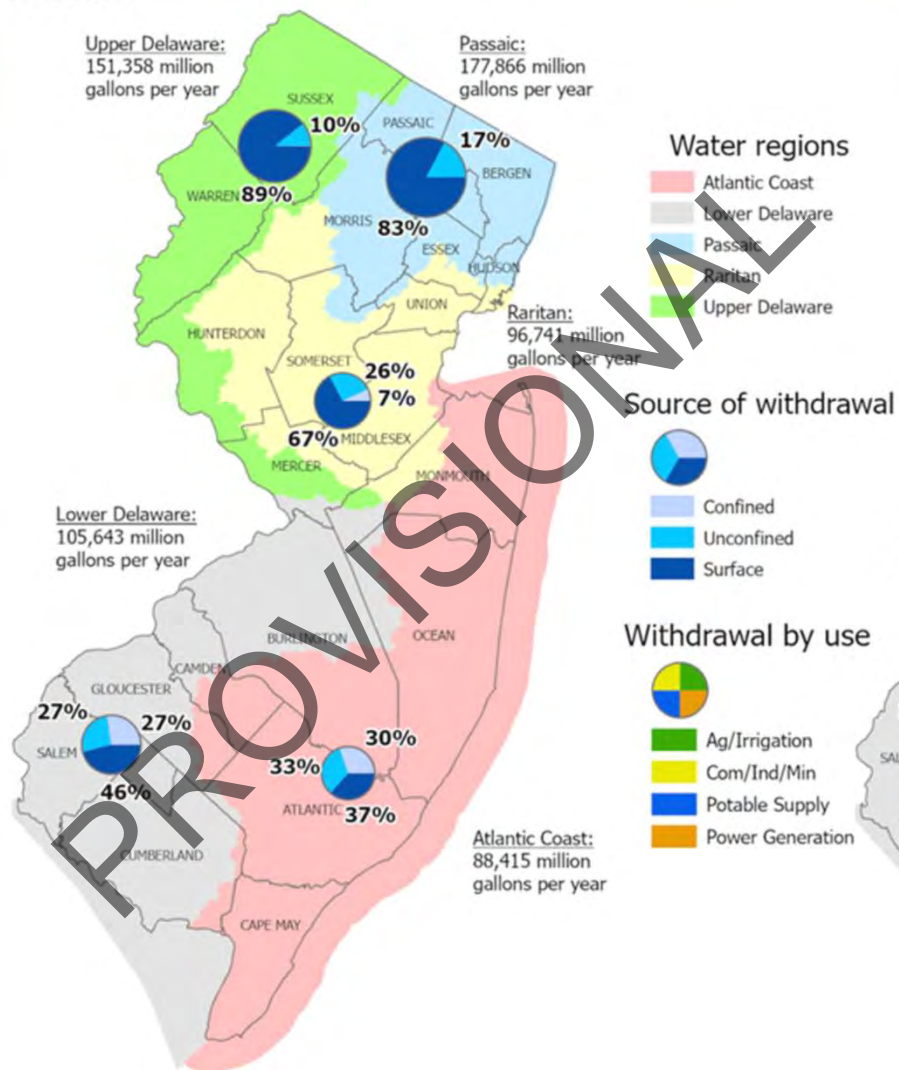 Upper Delaware:
151,358 million
gallons per year
Passaic:
177,866 million
gallons per year
SUSSEX
10%
89%
WARREN
PASSAIC
17%
BERGEN
MORRIS
83%
ESSEX
HUDSON
UNION
Raritan:
96,741 million
gallons per year
HUNTERDON
SOMERSET
26%
7%
67%
MIDDLESEX
MERCER
MONMOUTH
Lower Delaware:
105,643 million
gallons per year
BURLINGTON
OCEAN
CAMDEN
GLOUCESTER
27%
27%
SALEM
46%
30%
33%
ATLANTIC
37%
CUMBERLAND
CAPE MAY
Atlantic Coast:
88,415 million
gallons per year
Water regions
Atlantic Coast
Lower Delaware
Passaic
Raritan
Upper Delaware
Source of withdrawal
Confined
Unconfined
Surface
Withdrawal by use
Ag/Irrigation
Com/Ind/Min
Potable Supply
Power Generation
PROVISIONAL